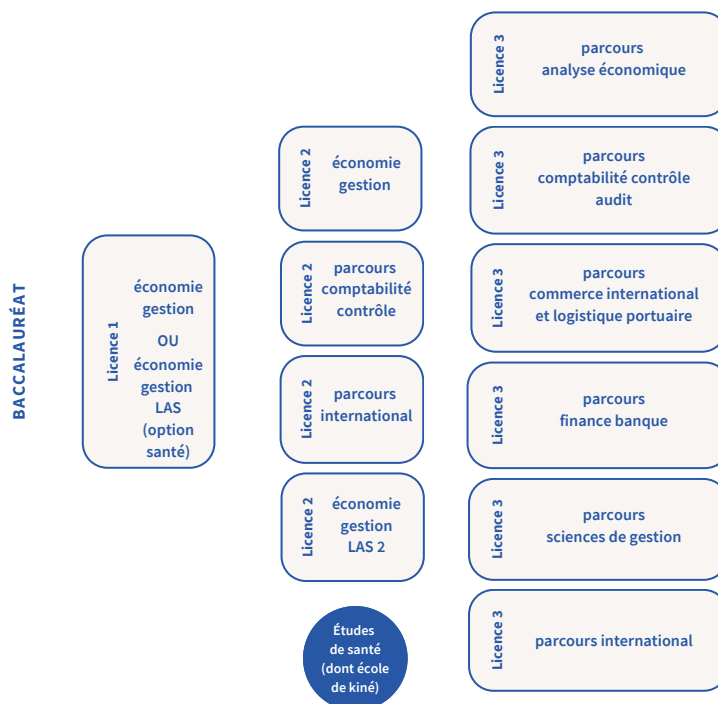 BACCALAURÉAT
Licence 1
économie
gestion
OU
économie
gestion
LAS
(option
santé)
Licence 2
économie
gestion
Licence 2
parcours
comptabilité
contrôle
Licence 2
parcours
international
Licence 2
économie
gestion
LAS 2
Études
de santé
(dont école
de kiné)
Licence 3
parcours
analyse économique
Licence 3
parcours
comptabilité contrôle
audit
Licence 3
parcours
commerce international
et logistique portuaire
Licence 3
parcours
finance banque
Licence 3
parcours
sciences de gestion
Licence 3
parcours international